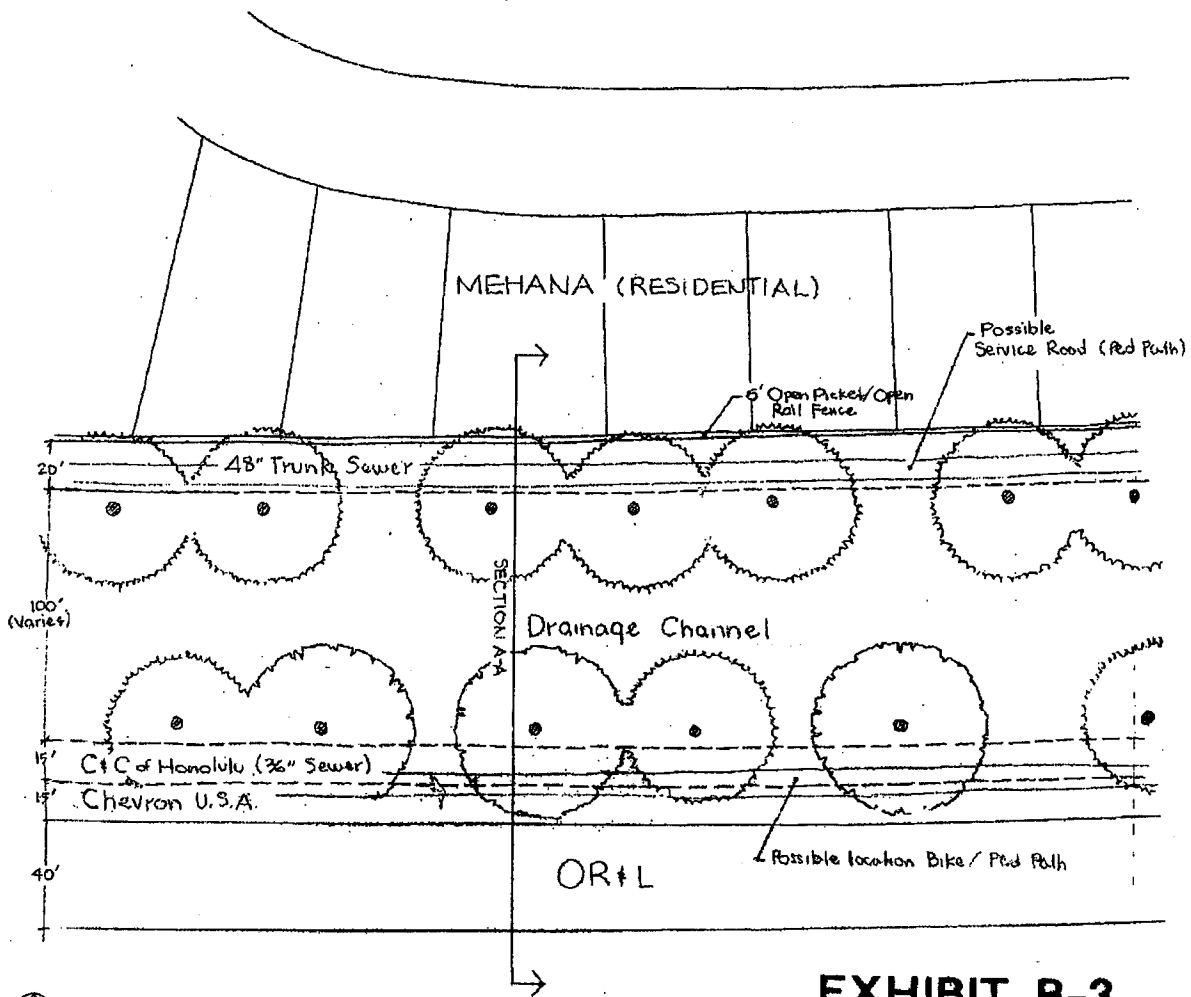 MEHANA (RESIDENTIAL)
Possible
Service Road (Ped Path)
6' Open Picket/Open
Rail Fence
20'
48" Trunk Sewer
SECTION A-A
100'
(Varies)
Drainage Channel
15'
C & C of Honolulu (36" Sewer)
15'
Chevron U.S.A.
Possible location Bike / Ped Path
40'
OR & L
EXHIBIT B-3